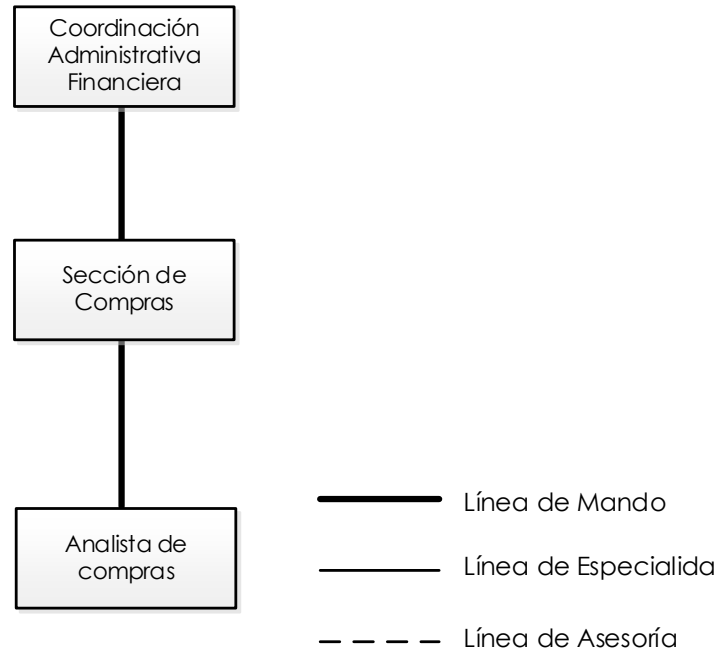 Coordinación
Administrativa
Financiera
Sección de
Compras
Analista de
compras
Línea de Mando
Línea de Especialida
Línea de Asesoría